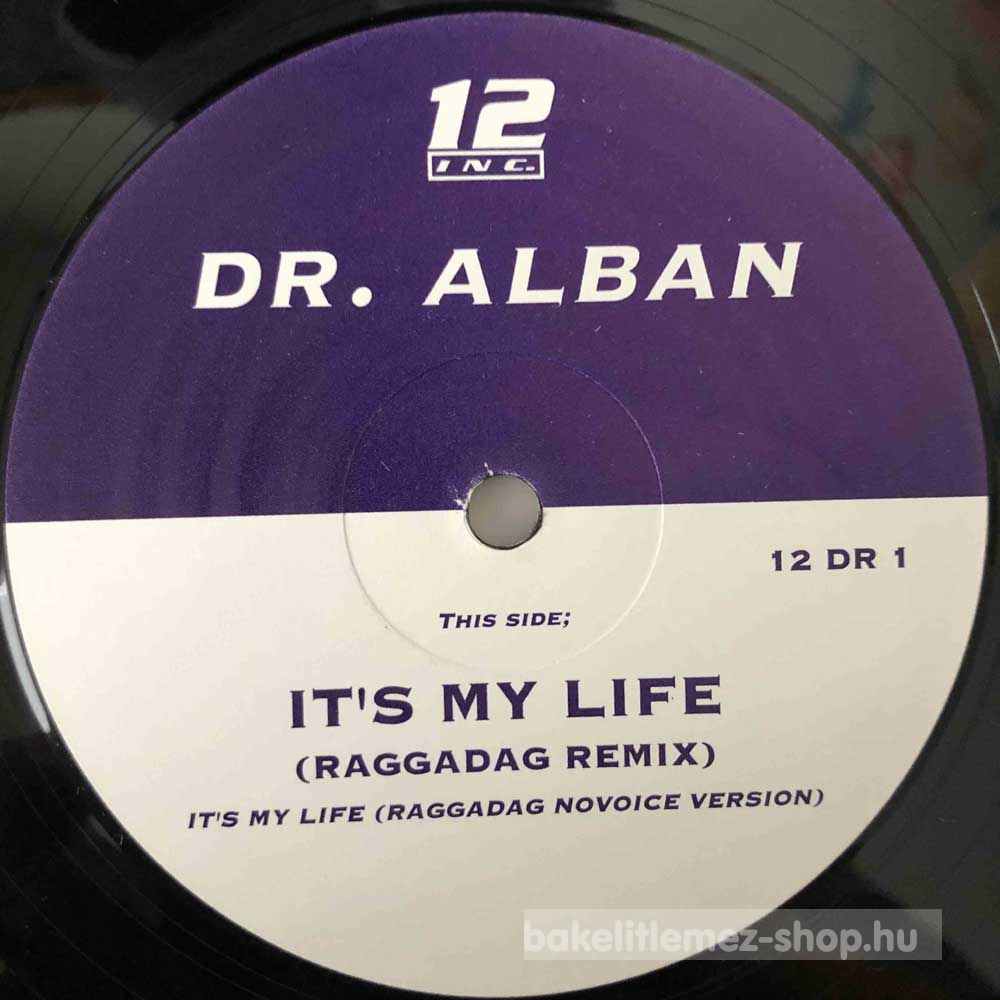 12
INC.
DR. ALBAN
12 DR 1
THIS SIDE;
IT'S MY LIFE
(RAGGADAG REMIX)
IT'S MY LIFE (RAGGADAG NOVOICE VERSION)
bakelitlemez-shop.hu